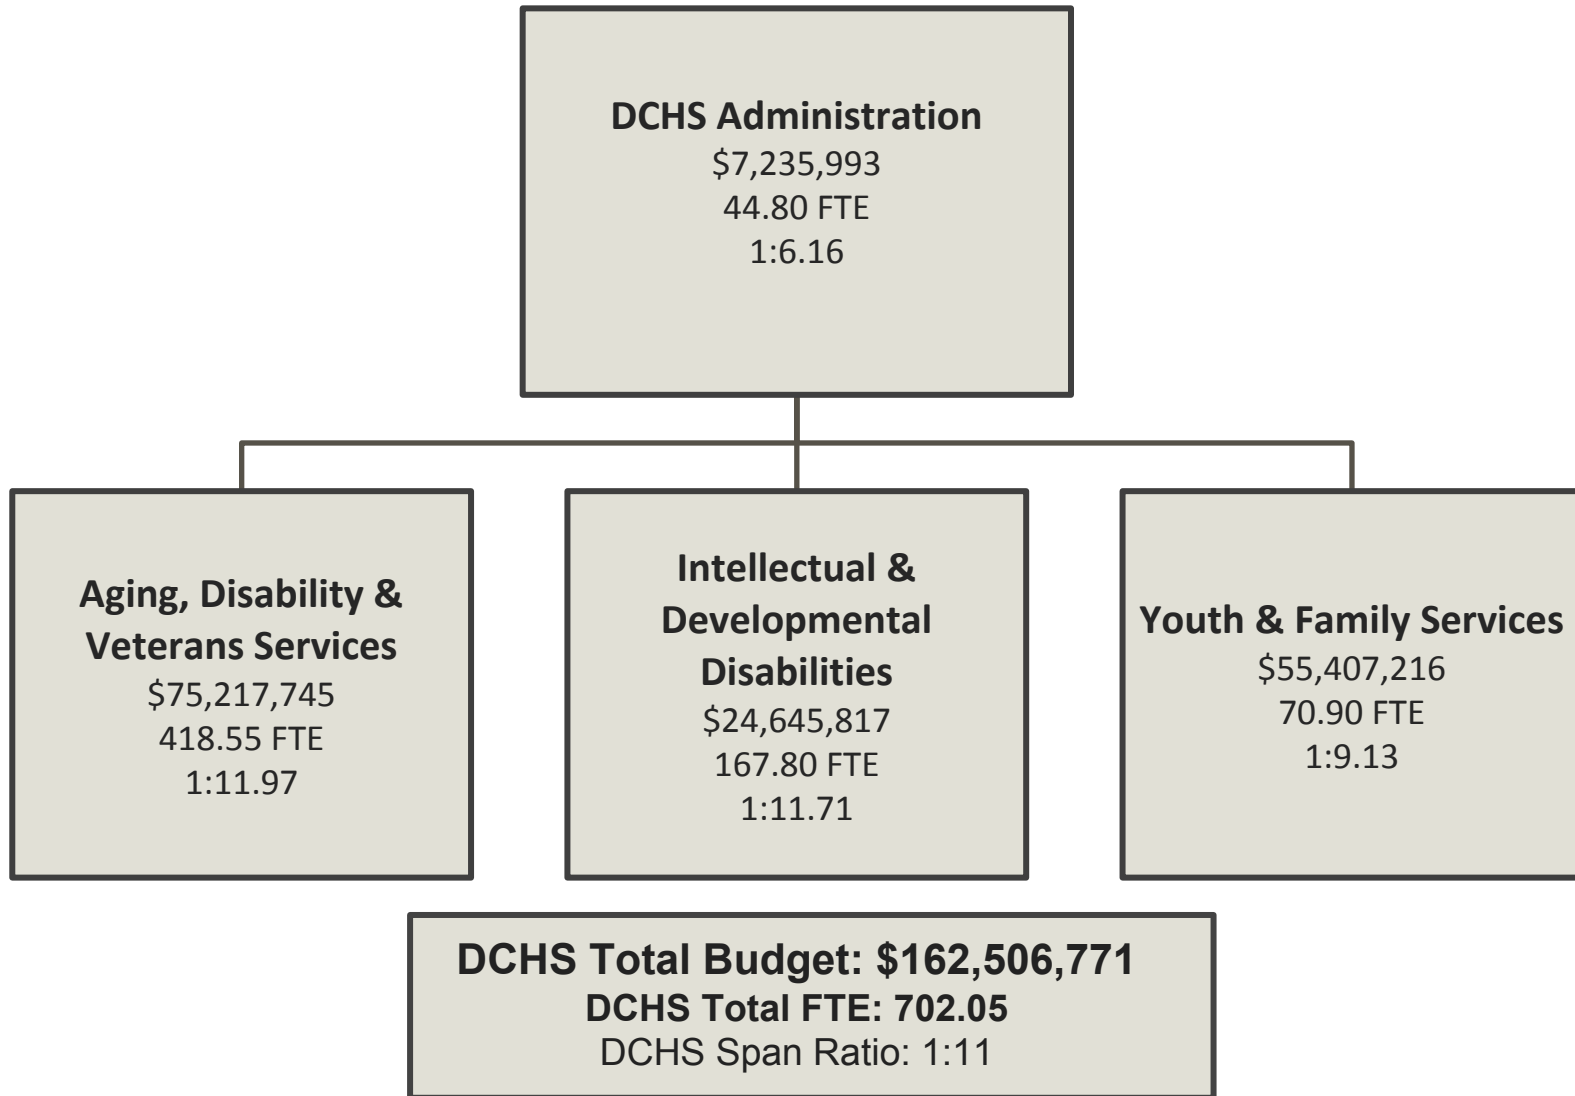 DCHS Administration
$7,235,993
44.80 FTE
1:6.16
Aging, Disability &
Veterans Services
$75,217,745
418.55 FTE
1:11.97
Intellectual &
Developmental
Disabilities
$24,645,817
167.80 FTE
1:11.71
Youth & Family Services
$55,407,216
70.90 FTE
1:9.13
DCHS Total Budget: $162,506,771
DCHS Total FTE: 702.05
DCHS Span Ratio: 1:11